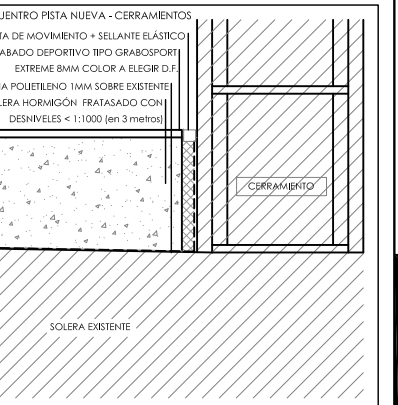 UENTRO PISTA NUEVA - CERRAMIENTOS
TA DE MOVIMIENTO + SELLANTE ELÁSTICO
ABADO DEPORTIVO TIPO GRABOSPORT
EXTREME 8MM COLOR A ELEGIR D.F.
A POLIETILENO 1MM SOBRE EXISTENTE
LERA HORMIGÓN FRATASADO CON
DESNIVELES < 1:1000 (en 3 metros)
CERRAMIENTO
SOLERA EXISTENTE